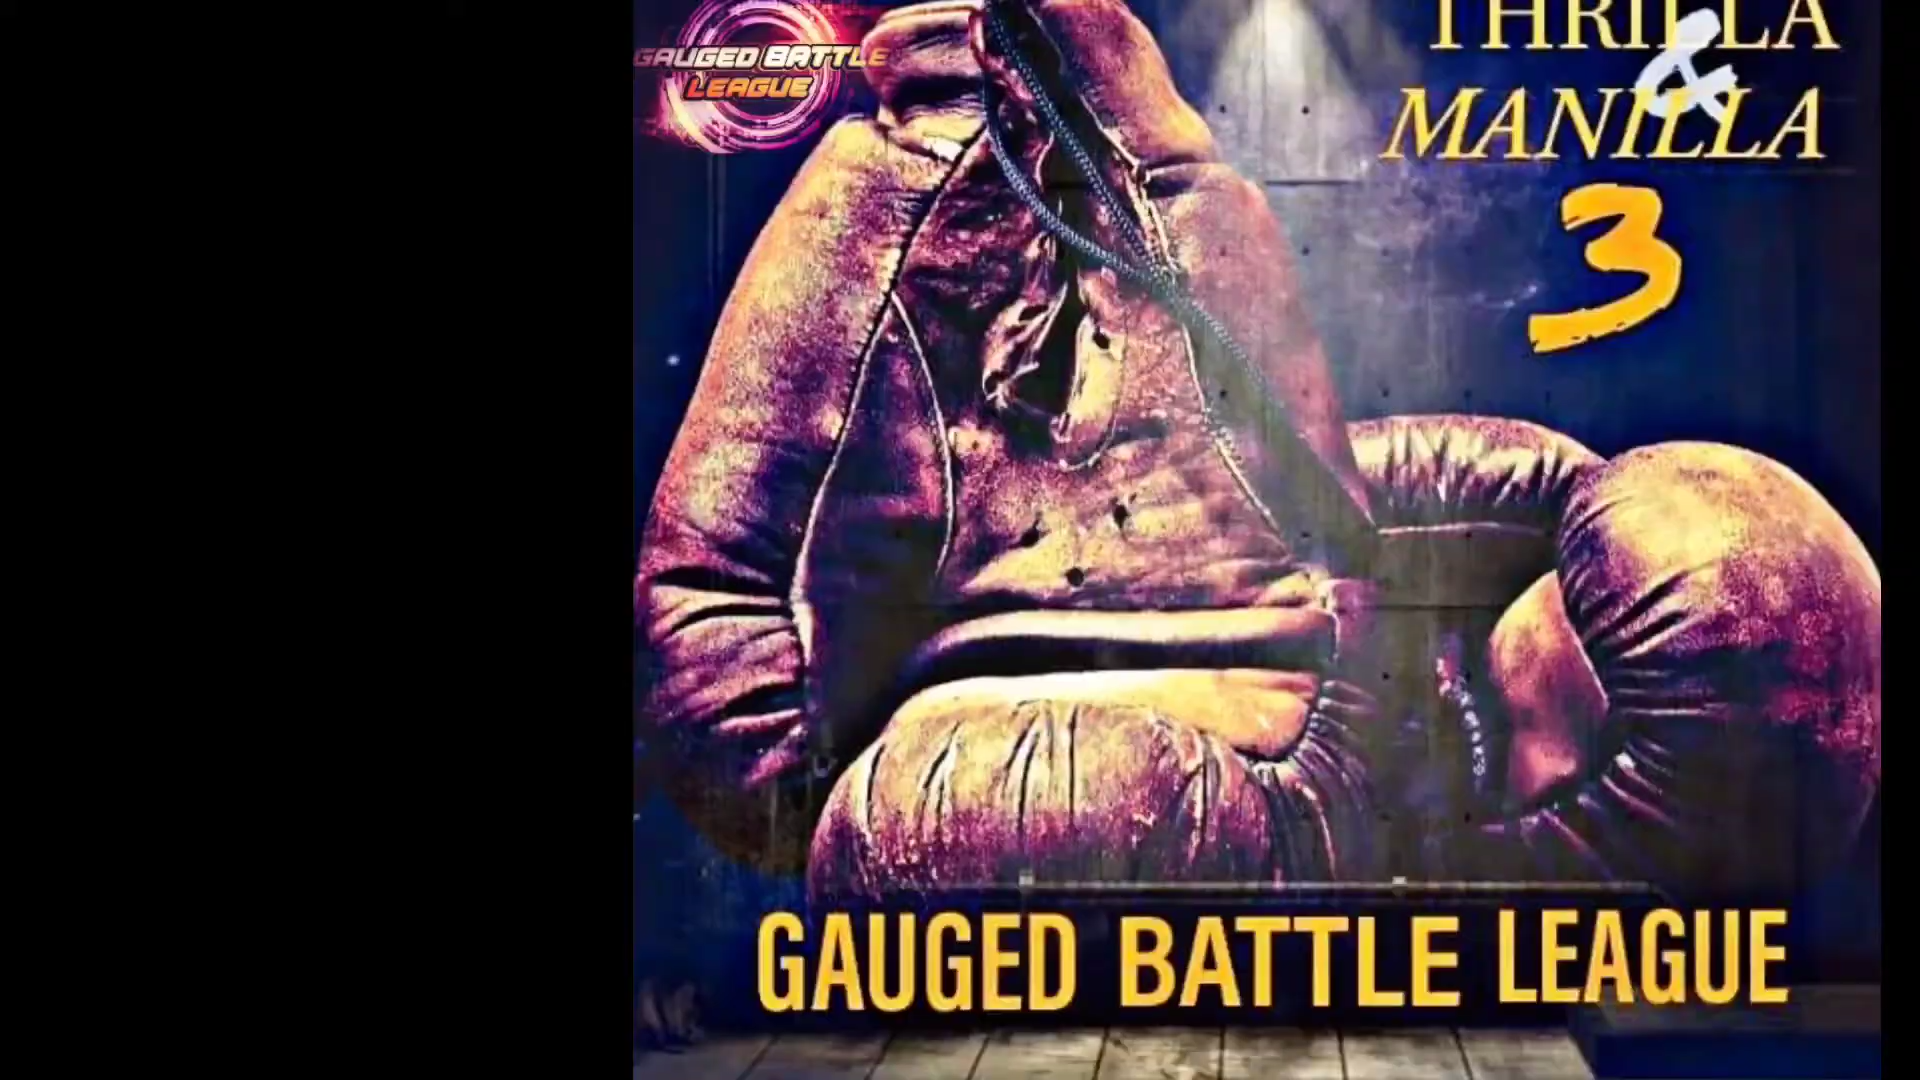 GAUGED BATTLE
LEAGUE
THRILLA
&
MANILLA
3
GAUGED BATTLE LEAGUE